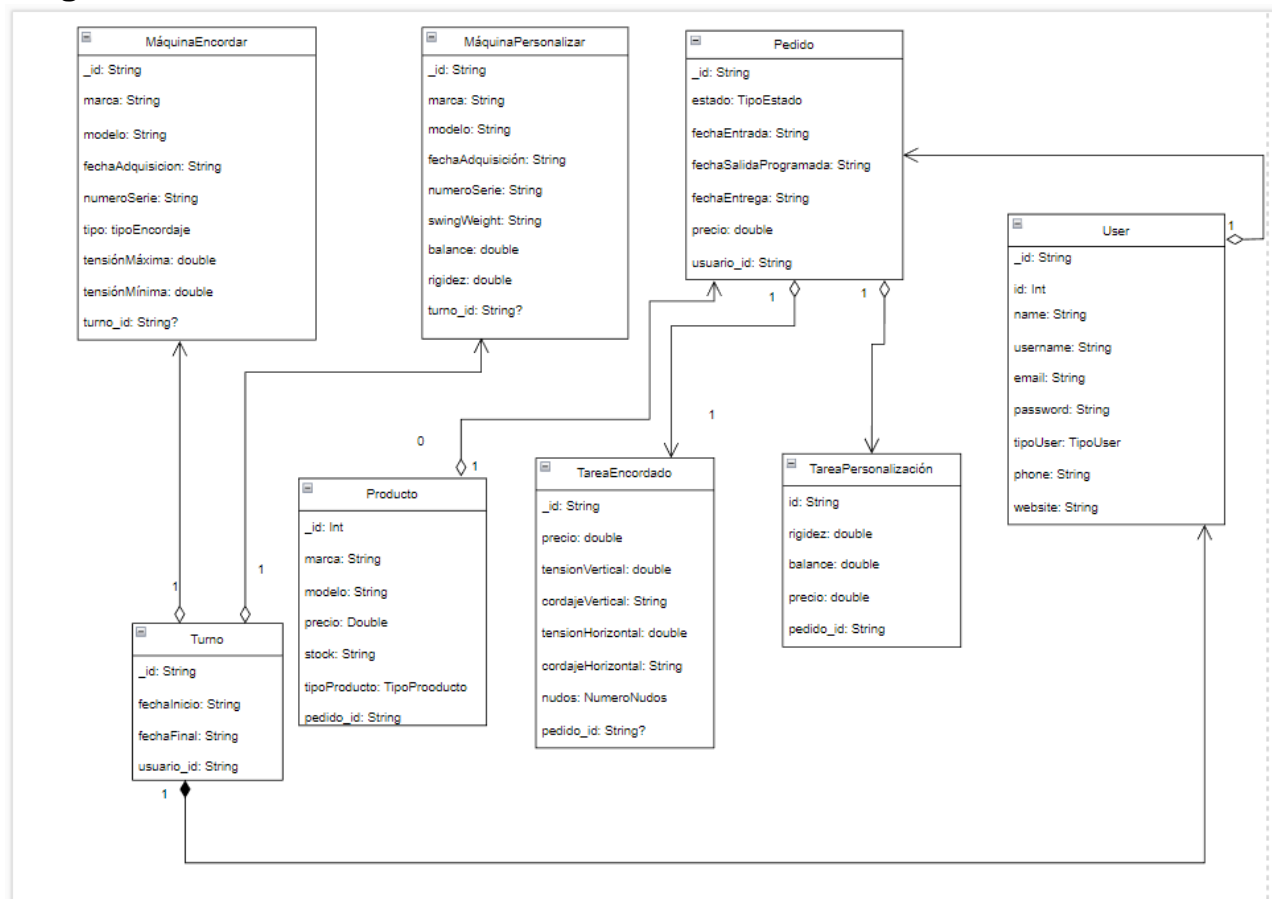 MáquinaEncordar
_id: String
marca: String
modelo: String
fechaAdquisicion: String
numeroSerie: String
tipo: tipoEncordaje
tensiónMáxima: double
tensiónMínima: double
turno_id: String?
MáquinaPersonalizar
_id: String
marca: String
modelo: String
fechaAdquisición: String
numeroSerie: String
swingWeight: String
balance: double
rigidez: double
turno_id: String?
Pedido
_id: String
estado: TipoEstado
fechaEntrada: String
fechaSalidaProgramada: String
fechaEntrega: String
precio: double
usuario_id: String
1
1
User
_id: String
id: Int
name: String
username: String
email: String
password: String
tipoUser: TipoUser
phone: String
website: String
1
0
1
1
Producto
_id: Int
marca: String
modelo: String
precio: Double
stock: String
tipoProducto: TipoProoducto
pedido_id: String
TareaEncordado
_id: String
precio: double
tensionVertical: double
cordajeVertical: String
tensionHorizontal: double
cordajeHorizontal: String
nudos: NumeroNudos
pedido_id: String?
TareaPersonalización
id: String
rigidez: double
balance: double
precio: double
pedido_id: String
1
1
Turno
_id: String
fechaInicio: String
fechaFinal: String
usuario_id: String
1